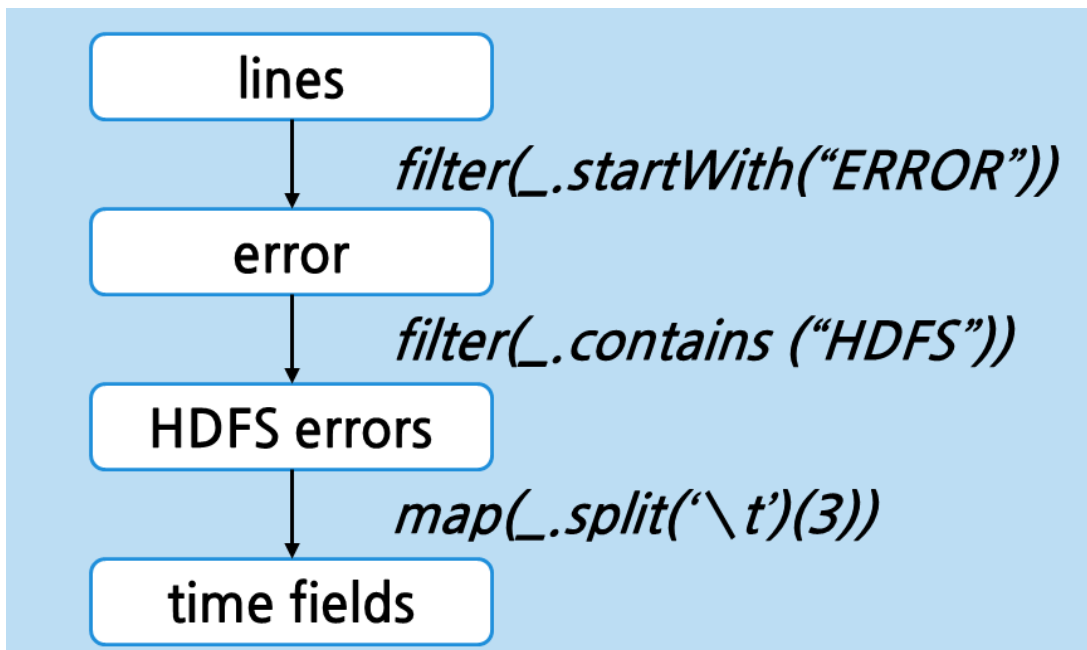 lines
filter(_.startWith(“ERROR”))
error
filter(_.contains (“HDFS”))
HDFS errors
map(_.split(‘\t’)(3))
time fields